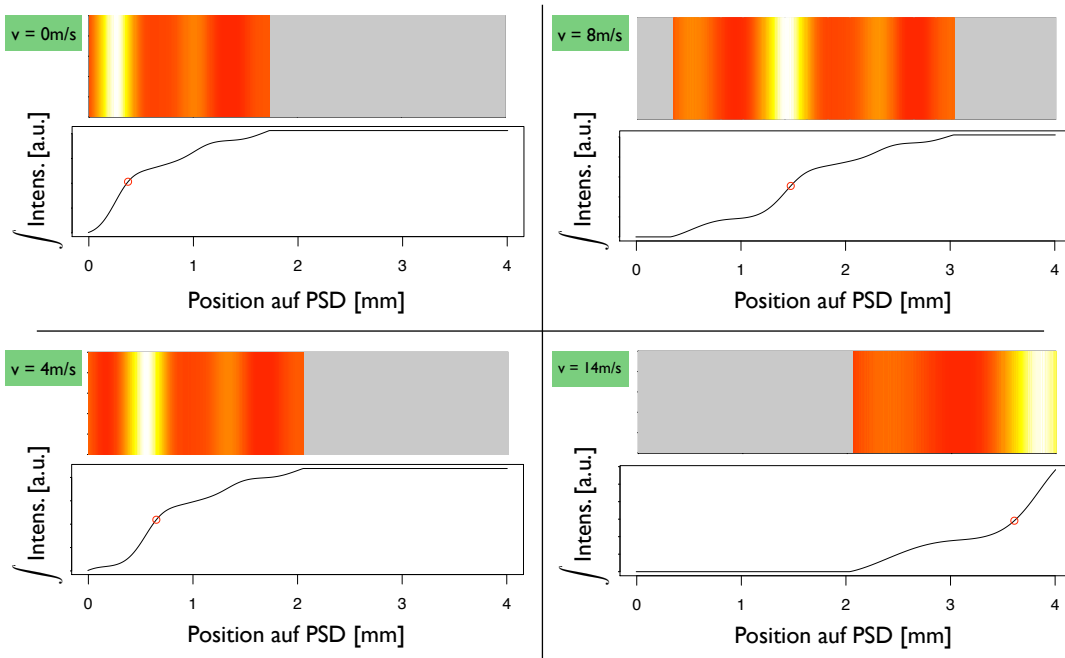 v = 0m/s
∫ Intens. [a.u.]
0 1 2 3 4
Position auf PSD [mm]
v = 8m/s
∫ Intens. [a.u.]
0 1 2 3 4
Position auf PSD [mm]
v = 4m/s
∫ Intens. [a.u.]
0 1 2 3 4
Position auf PSD [mm]
v = 14m/s
∫ Intens. [a.u.]
0 1 2 3 4
Position auf PSD [mm]